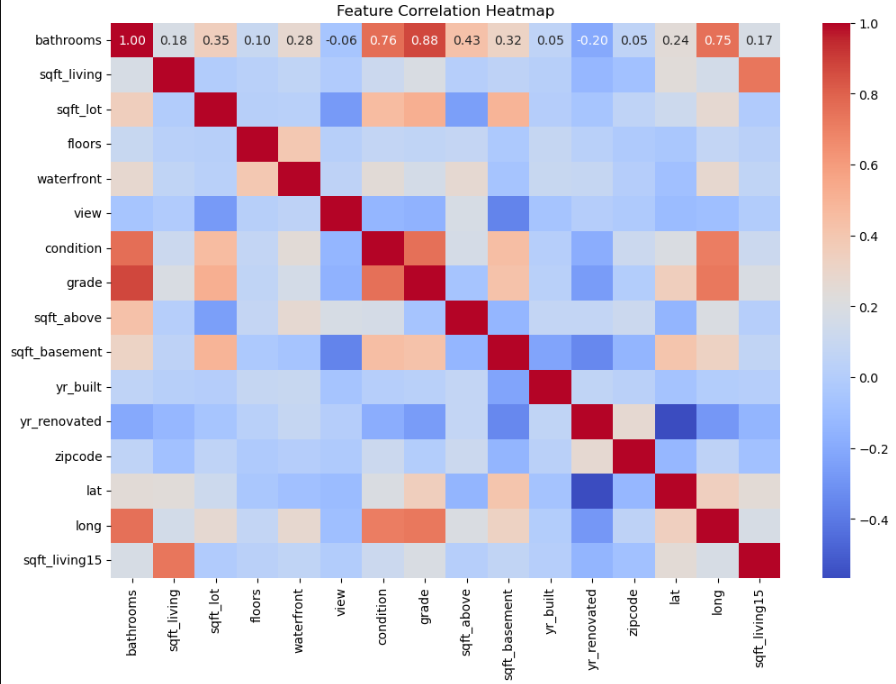 Feature Correlation Heatmap
bathrooms 1.00 0.18 0.35 0.10 0.28 -0.06 0.76 0.88 0.43 0.32 0.05 -0.20 0.05 0.24 0.75 0.17
sqft_living
sqft_lot
floors
waterfront
view
condition
grade
sqft_above
sqft_basement
yr_built
yr_renovated
zipcode
lat
long
sqft_living15
bathrooms
sqft_living
sqft_lot
floors
waterfront
view
condition
grade
sqft_above
sqft_basement
yr_built
yr_renovated
zipcode
lat
long
sqft_living15
1.0
0.8
0.6
0.4
0.2
0.0
−0.2
−0.4